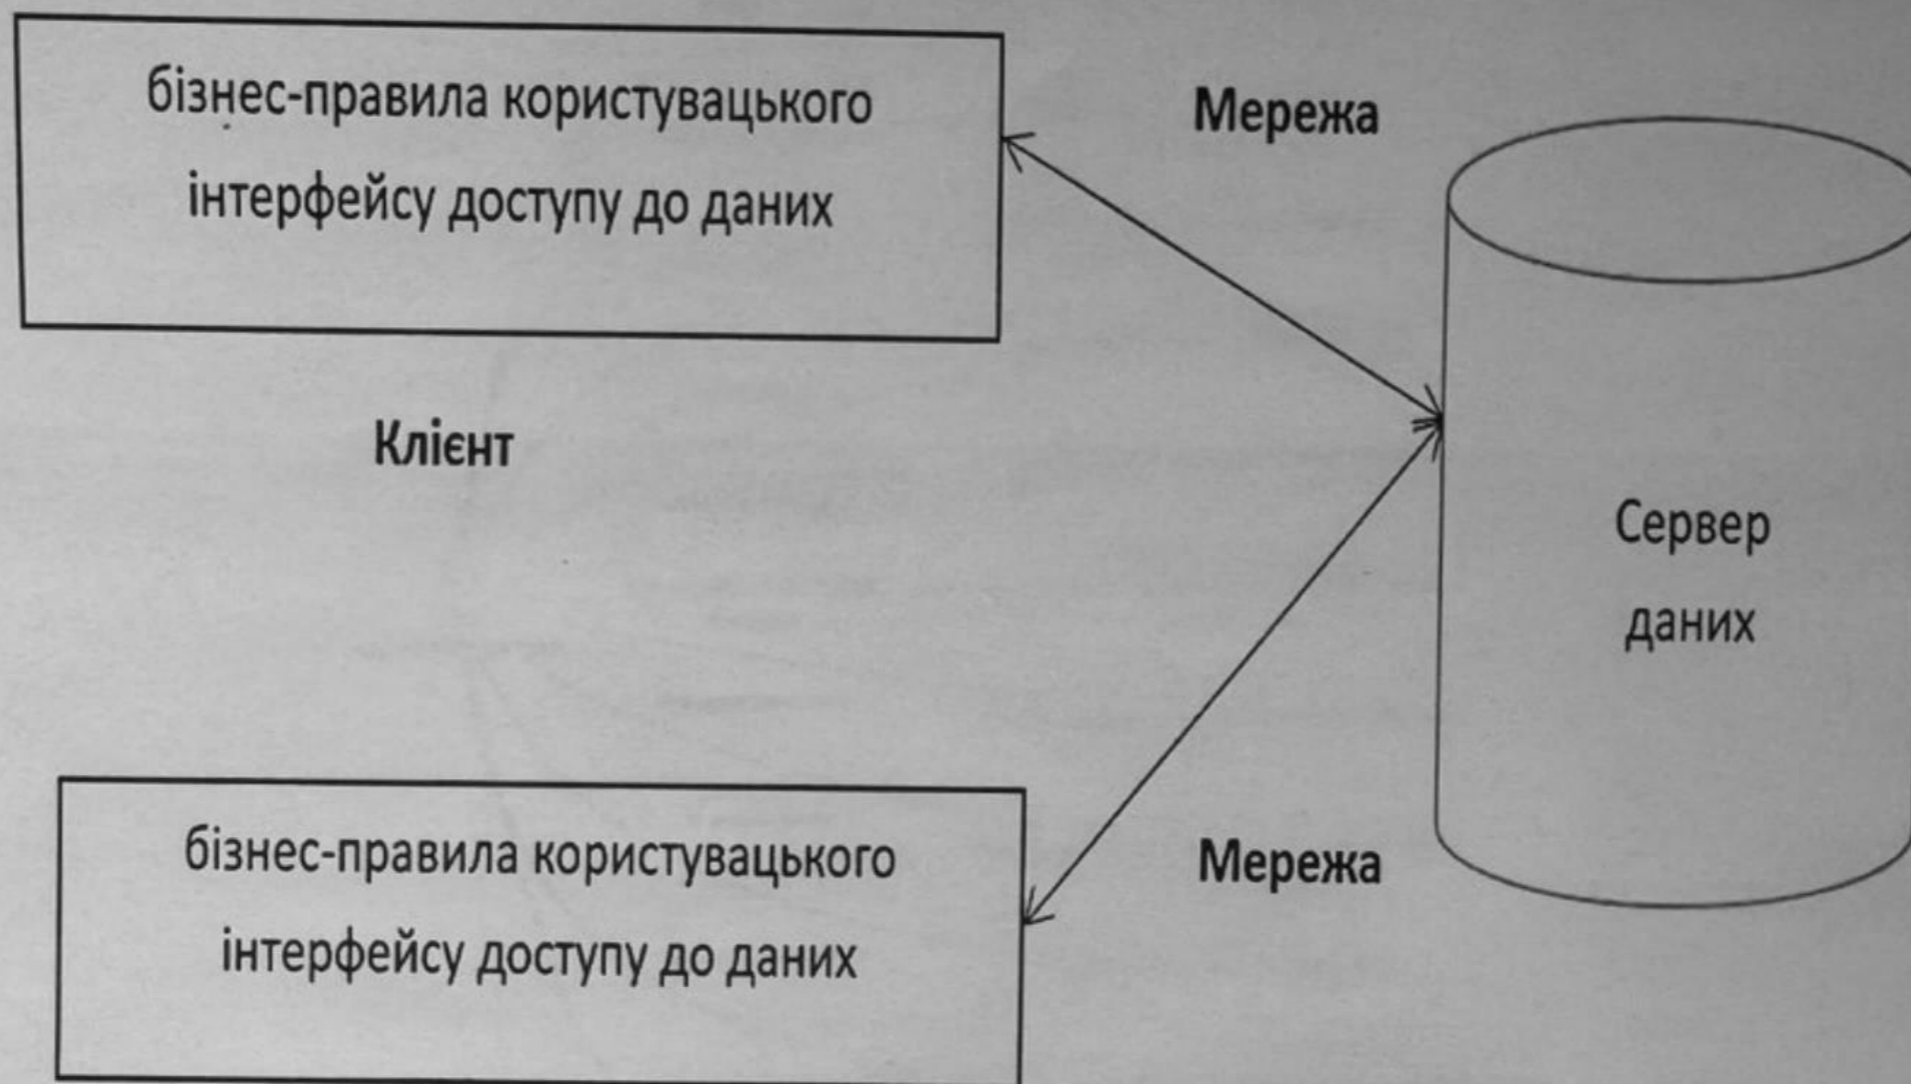 бізнес-правила користувацького
інтерфейсу доступу до даних
Мережа
Клієнт
Сервер
даних
бізнес-правила користувацького
інтерфейсу доступу до даних
Мережа